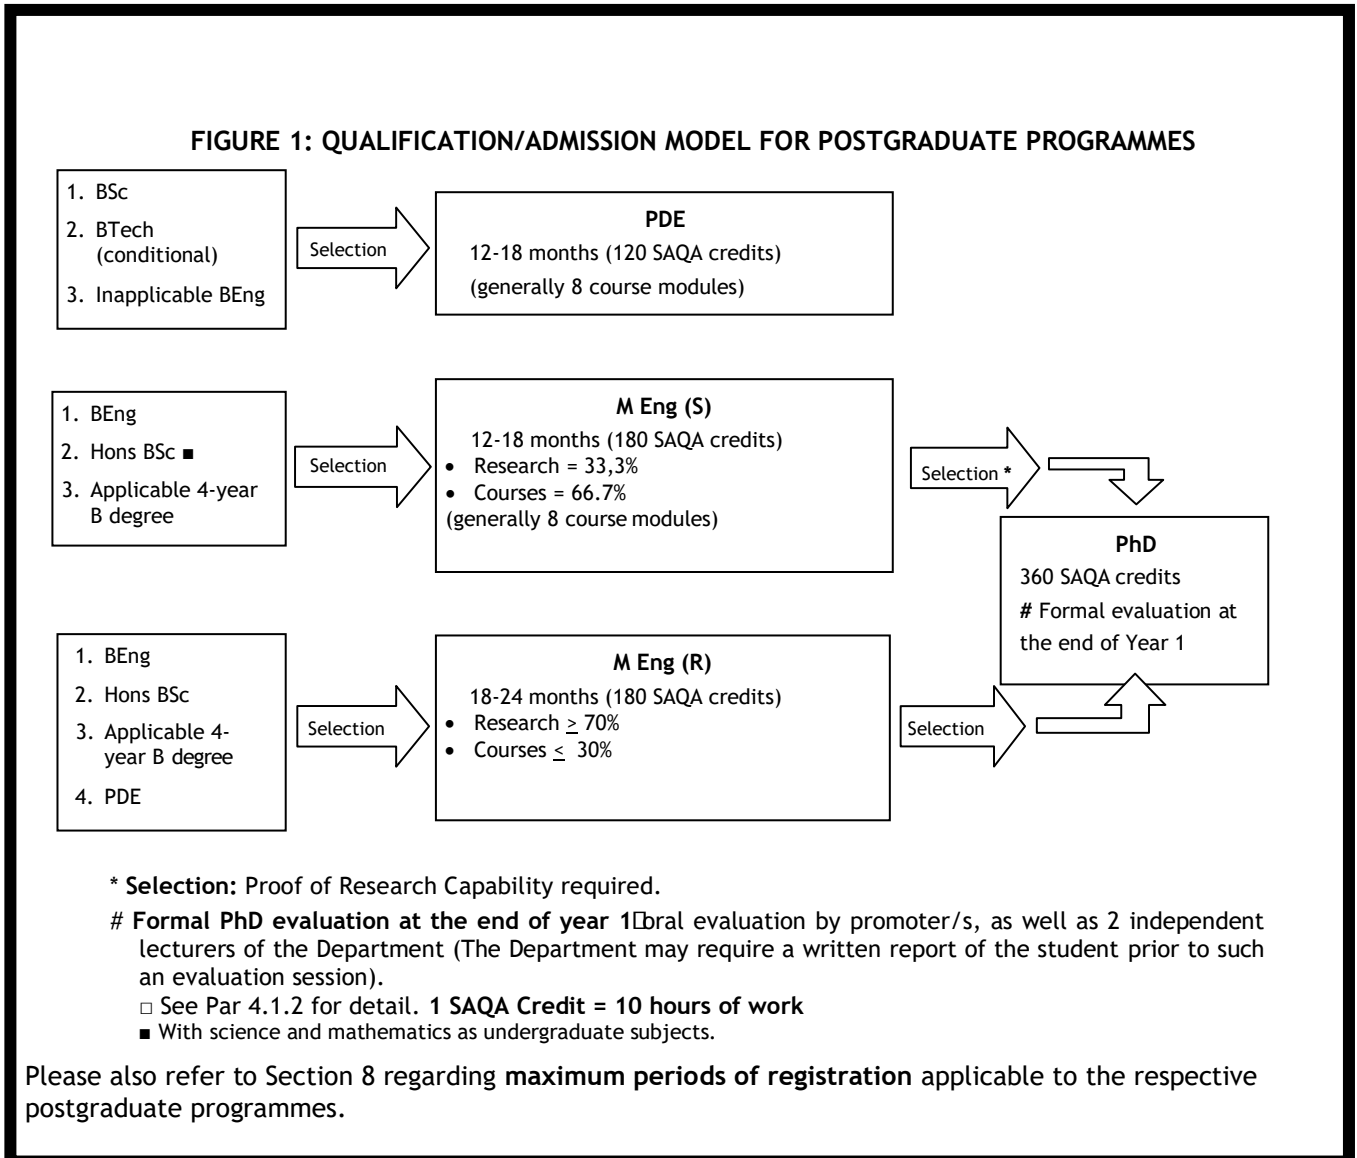 FIGURE 1: QUALIFICATION/ADMISSION MODEL FOR POSTGRADUATE PROGRAMMES
1. BSc
2. BTech
(conditional)
3. Inapplicable BEng
Selection
PDE
12-18 months (120 SAQA credits)
(generally 8 course modules)
1. BEng
2. Hons BSc ■
3. Applicable 4-year
B degree
Selection
M Eng (S)
12-18 months (180 SAQA credits)
• Research = 33,3%
• Courses = 66.7%
(generally 8 course modules)
Selection *
PhD
360 SAQA credits
# Formal evaluation at
the end of Year 1
1. BEng
2. Hons BSc
3. Applicable 4-
year B degree
4. PDE
Selection
M Eng (R)
18-24 months (180 SAQA credits)
• Research ≥ 70%
• Courses ≤ 30%
Selection
* Selection: Proof of Research Capability required.
# Formal PhD evaluation at the end of year 1□oral evaluation by promoter/s, as well as 2 independent
lecturers of the Department (The Department may require a written report of the student prior to such
an evaluation session).
□ See Par 4.1.2 for detail. 1 SAQA Credit = 10 hours of work
■ With science and mathematics as undergraduate subjects.
Please also refer to Section 8 regarding maximum periods of registration applicable to the respective
postgraduate programmes.